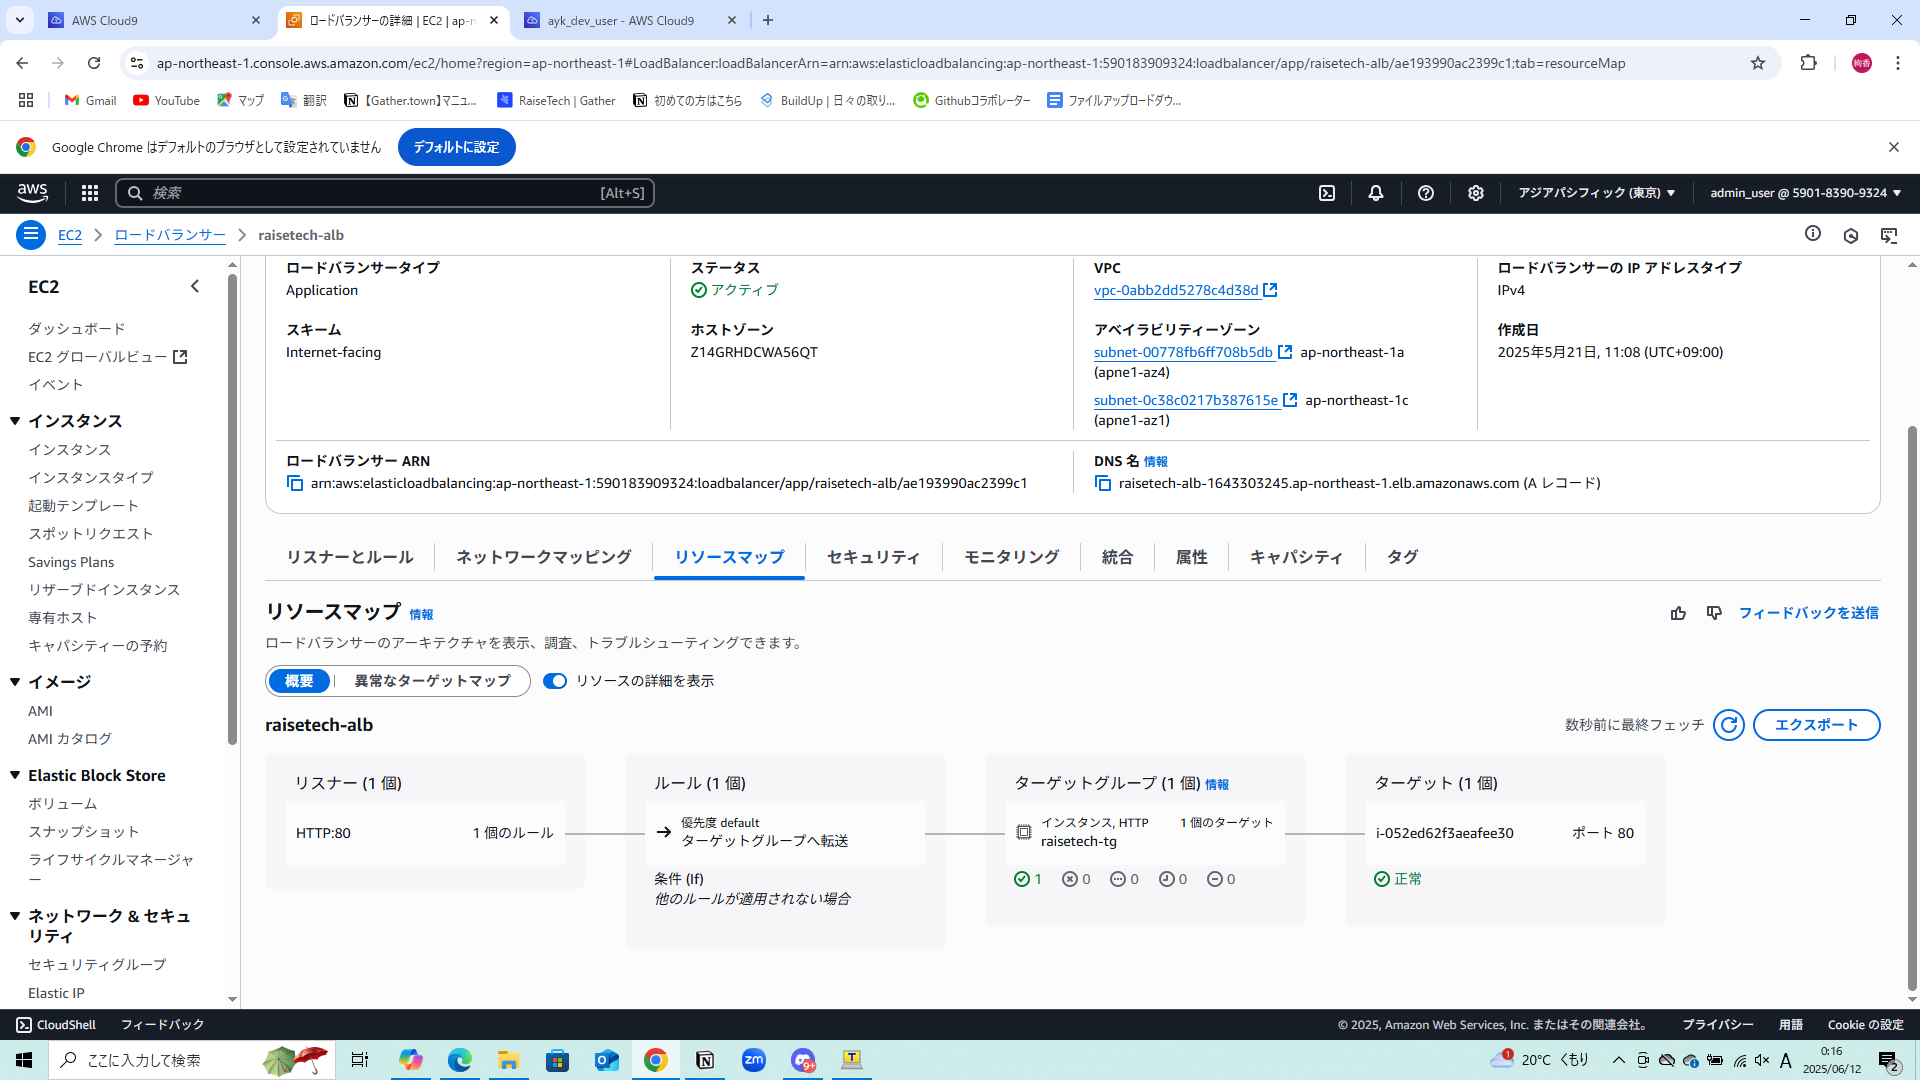 AWS Cloud9
ロードバランサーの詳細 | EC2 | ap-n
ayk_dev_user - AWS Cloud9
ap-northeast-1.console.aws.amazon.com/ec2/home?region=ap-northeast-1#LoadBalancer:loadBalancerArn=arn:aws:elasticloadbalancing:ap-northeast-1:590183909324:loadbalancer/app/raisetech-alb/ae193990ac2399c1;tab=resourceMap
絢香
Gmail
YouTube
マップ
翻訳
【Gather.town】マニュ...
RaiseTech | Gather
初めての方はこちら
BuildUp | 日々の取り...
Githubコラボレーター
ファイルアップロードダウ...
Google Chrome はデフォルトのブラウザとして設定されていません
デフォルトに設定
aws
検索
[Alt+S]
アジアパシフィック (東京)
admin_user @ 5901-8390-9324
EC2
ロードバランサー
raisetech-alb
EC2
ダッシュボード
EC2 グローバルビュー
イベント
インスタンス
インスタンス
インスタンスタイプ
起動テンプレート
スポットリクエスト
Savings Plans
リザーブドインスタンス
専有ホスト
キャパシティーの予約
イメージ
AMI
AMI カタログ
Elastic Block Store
ボリューム
スナップショット
ライフサイクルマネージャ
ー
ネットワーク & セキュ
リティ
セキュリティグループ
Elastic IP
ロードバランサータイプ
Application
ステータス
アクティブ
VPC
vpc-0abb2dd5278c4d38d
ロードバランサーの IP アドレスタイプ
IPv4
スキーム
Internet-facing
ホストゾーン
Z14GRHDCWA56QT
アベイラビリティーゾーン
subnet-00778fb6ff708b5db ap-northeast-1a
(apne1-az4)
subnet-0c38c0217b387615e ap-northeast-1c
(apne1-az1)
作成日
2025年5月21日, 11:08 (UTC+09:00)
ロードバランサー ARN
arn:aws:elasticloadbalancing:ap-northeast-1:590183909324:loadbalancer/app/raisetech-alb/ae193990ac2399c1
DNS 名 情報
raisetech-alb-1643303245.ap-northeast-1.elb.amazonaws.com (A レコード)
リスナーとルール
ネットワークマッピング
リソースマップ
セキュリティ
モニタリング
統合
属性
キャパシティ
タグ
リソースマップ 情報
フィードバックを送信
ロードバランサーのアーキテクチャを表示、調査、トラブルシューティングできます。
概要
異常なターゲットマップ
リソースの詳細を表示
raisetech-alb
数秒前に最終フェッチ
エクスポート
リスナー (1 個)
HTTP:80
1 個のルール
ルール (1 個)
優先度 default
ターゲットグループへ転送
条件 (If)
他のルールが適用されない場合
ターゲットグループ (1 個) 情報
インスタンス, HTTP
1 個のターゲット
raisetech-tg
1
0
0
0
0
ターゲット (1 個)
i-052ed62f3aeafee30
ポート 80
正常
CloudShell
フィードバック
© 2025, Amazon Web Services, Inc. またはその関連会社。
プライバシー
用語
Cookie の設定
ここに入力して検索
zm
9+
T
1
20°C くもり
A
0:16
2025/06/12
2